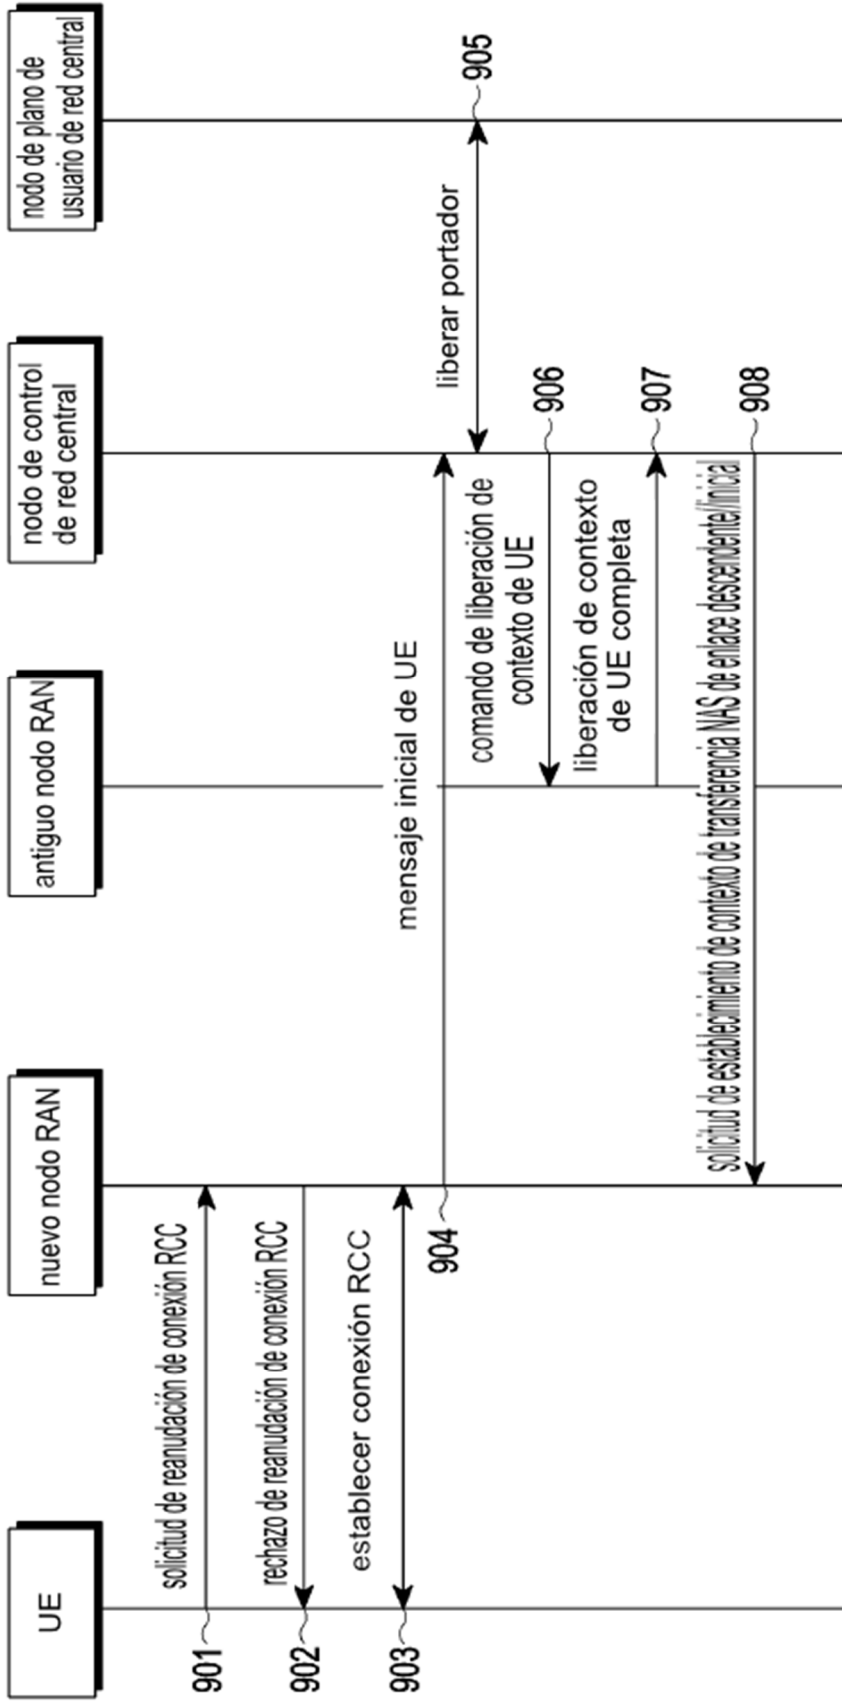 UE
nuevo nodo RAN
antiguo nodo RAN
nodo de control
de red central
nodo de plano de
usuario de red central
901
solicitud de reanudación de conexión RCC
902
rechazo de reanudación de conexión RCC
903
establecer conexión RCC
904
mensaje inicial de UE
liberar portador
905
comando de liberación de
contexto de UE
906
liberación de contexto
de UE completa
907
solicitud de establecimiento de contexto de transferencia NAS de enlace descendente//inicial
908